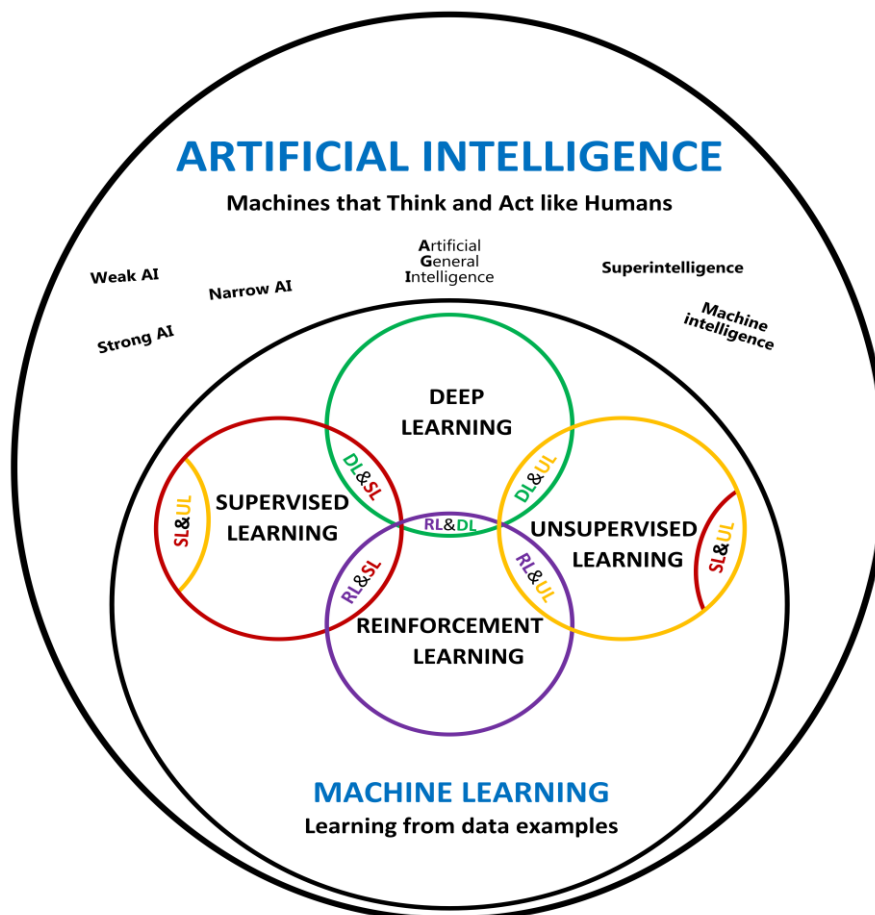 ARTIFICIAL INTELLIGENCE
Machines that Think and Act like Humans
Weak AI
Narrow AI
Strong AI
Artificial
General
Intelligence
Superintelligence
Machine
intelligence
DEEP
LEARNING
DL&SL
DL&UL
SL&UL
SUPERVISED
LEARNING
RL&DL
UNSUPERVISED
LEARNING
SL&UL
RL&SL
RL&UL
REINFORCEMENT
LEARNING
MACHINE LEARNING
Learning from data examples